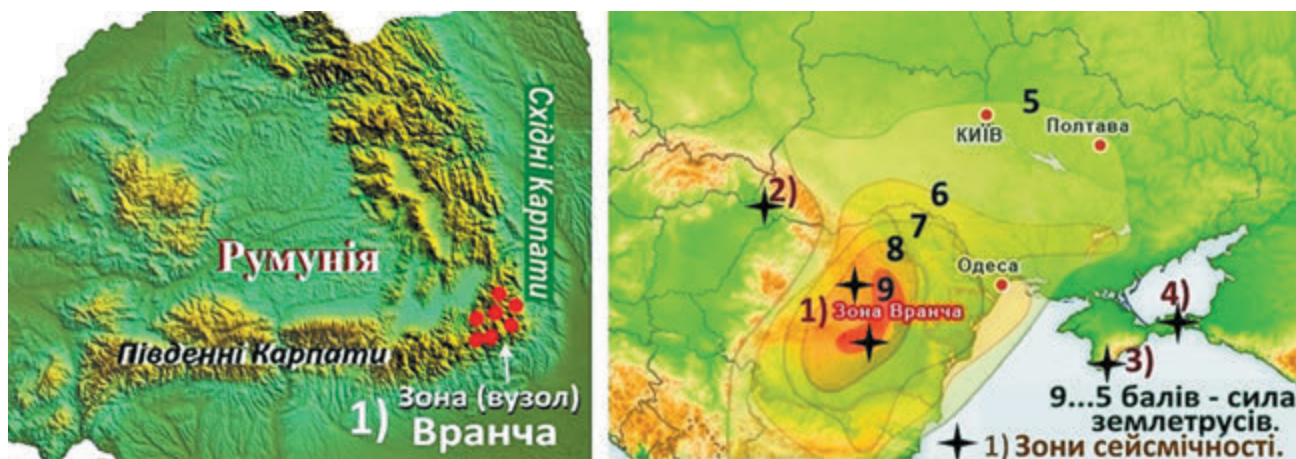 Східні Карпати
Румунія
Південні Карпати
1) Зона (вузол)
Вранча
5
КИЇВ
Полтава
2)
6
7
8
Одеса
9
1) Зона Вранча
4)
3)
9...5 балів - сила
землетрусів.
1) Зони сейсмічності.